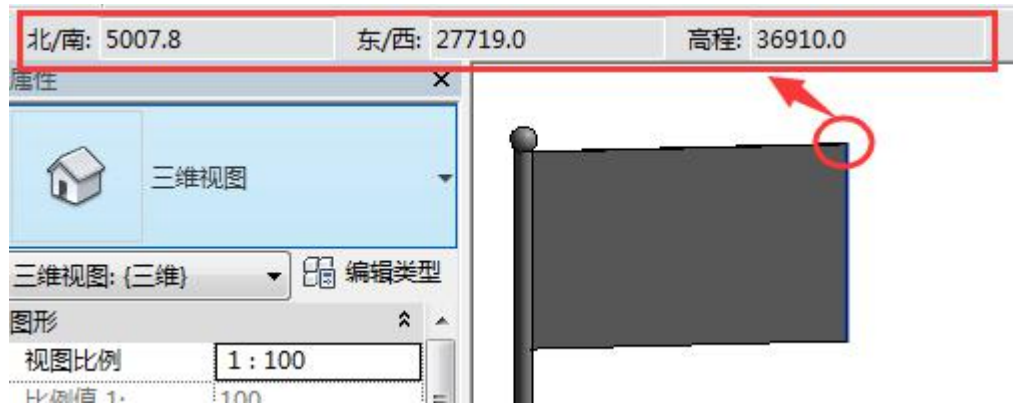 北/南: 5007.8 东/西: 27719.0 高程: 36910.0
属性
三维视图
三维视图: {三维} 编辑类型
图形
视图比例 1 : 100
比例值 1: 100